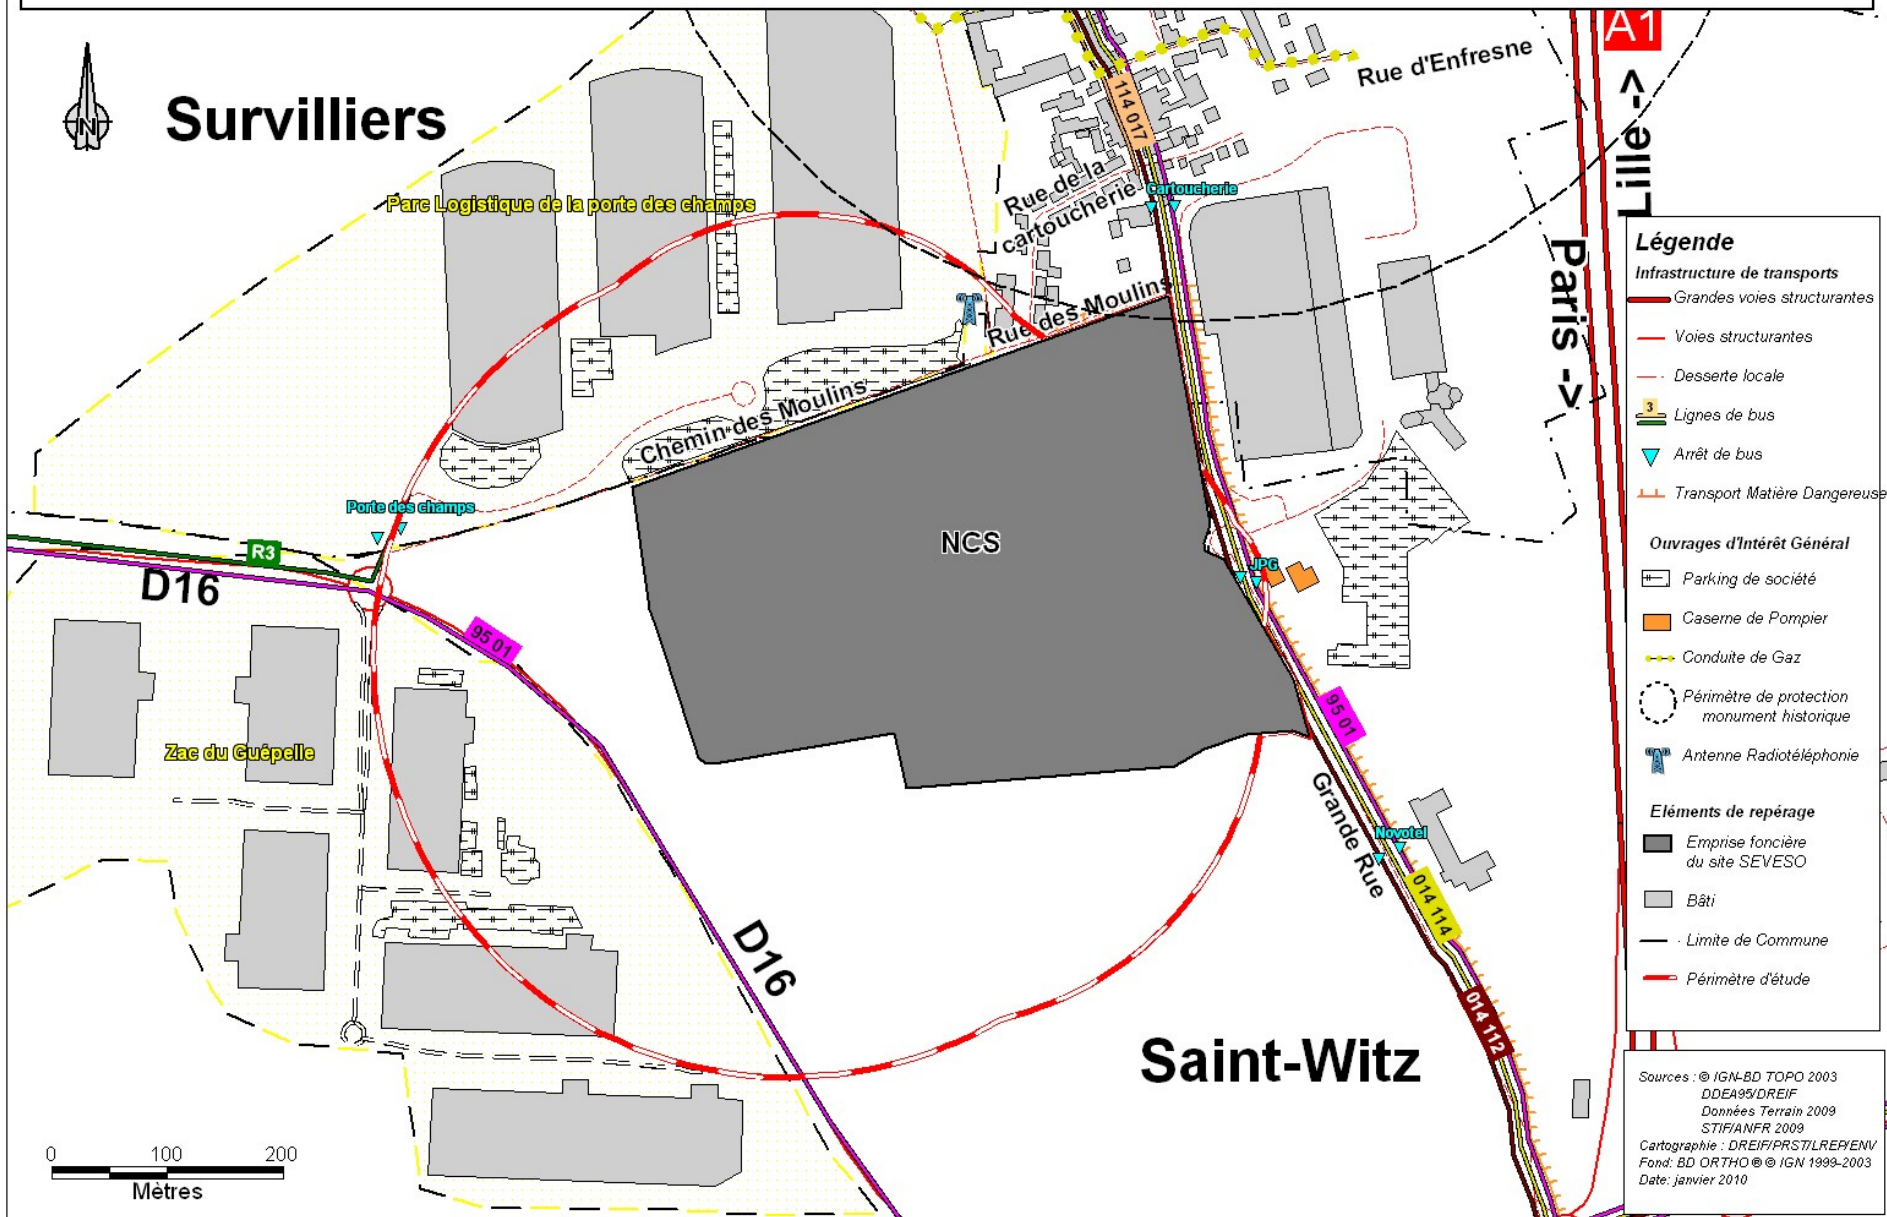 A1
Rue d'Enfresne
Survilliers
114 017
Lille ->
Parc Logistique de la porte des champs
Rue de la
cartoucherie
Cartoucherie
Paris ->
Rue des Moulins
Chemin des Moulins
Porte des champs
NCS
R3
D16
JPG
95 01
95 01
Zac du Guépelle
Grande Rue
Novotel
014 114
D16
014 112
Saint-Witz
0 100 200
Mètres
Légende
Infrastructure de transports
Grandes voies structurantes
Voies structurantes
Desserte locale
3 Lignes de bus
Arrêt de bus
Transport Matière Dangereuse
Ouvrages d'Intérêt Général
Parking de société
Caserne de Pompier
Conduite de Gaz
Périmètre de protection
monument historique
Antenne Radiotéléphonie
Eléments de repérage
Emprise foncière
du site SEVESO
Bâti
Limite de Commune
Périmètre d'étude
Sources : © IGN-BD TOPO 2003
DDEA95/DREIF
Données Terrain 2009
STIF/ANFR 2009
Cartographie : DREIF/PRST/LREP/ENV
Fond: BD ORTHO ® © IGN 1999-2003
Date: janvier 2010
N